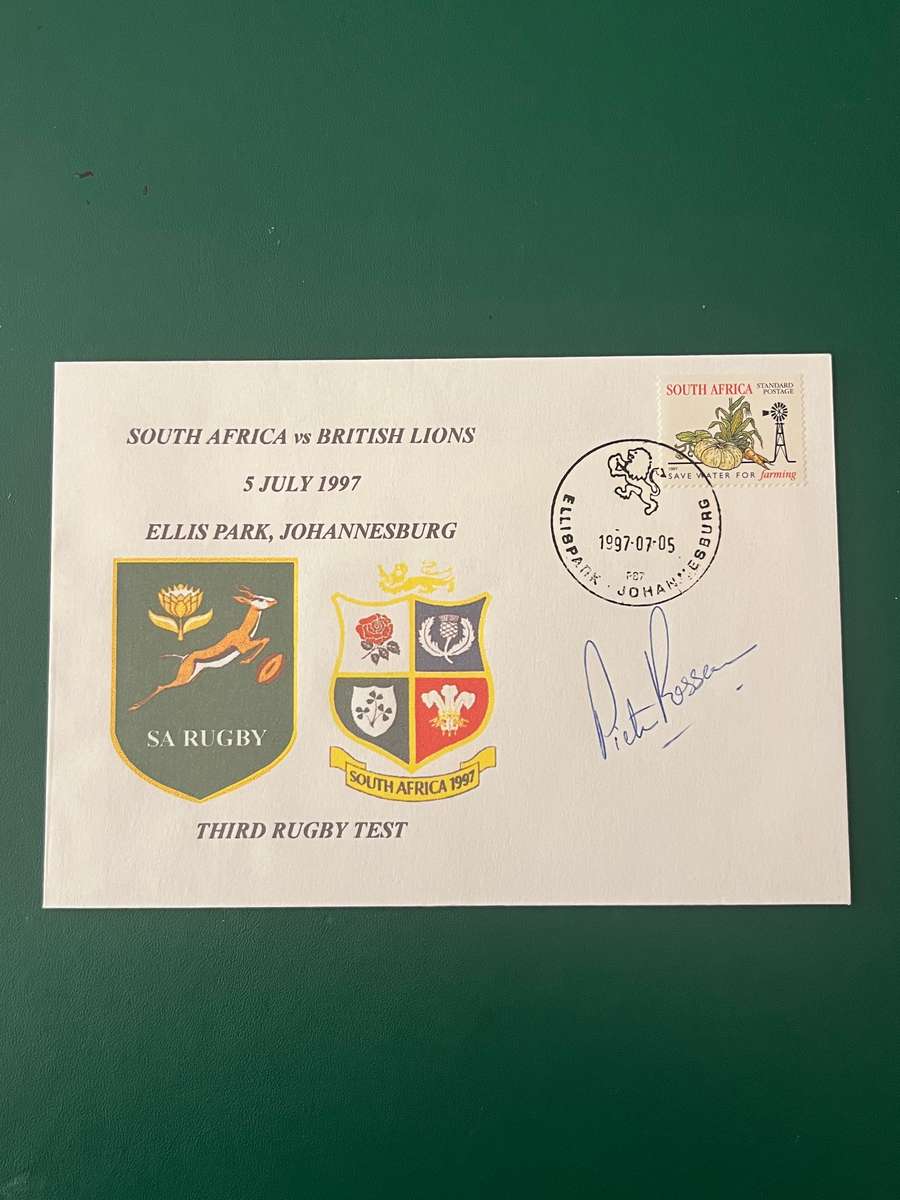 SOUTH AFRICA vs BRITISH LIONS
5 JULY 1997
ELLIS PARK, JOHANNESBURG
SA RUGBY
SOUTH AFRICA 1997
THIRD RUGBY TEST
SOUTH AFRICA STANDARD POSTAGE
1997
SAVE WATER FOR farming
ELLISPARK · JOHANNESBURG
1997-07-05